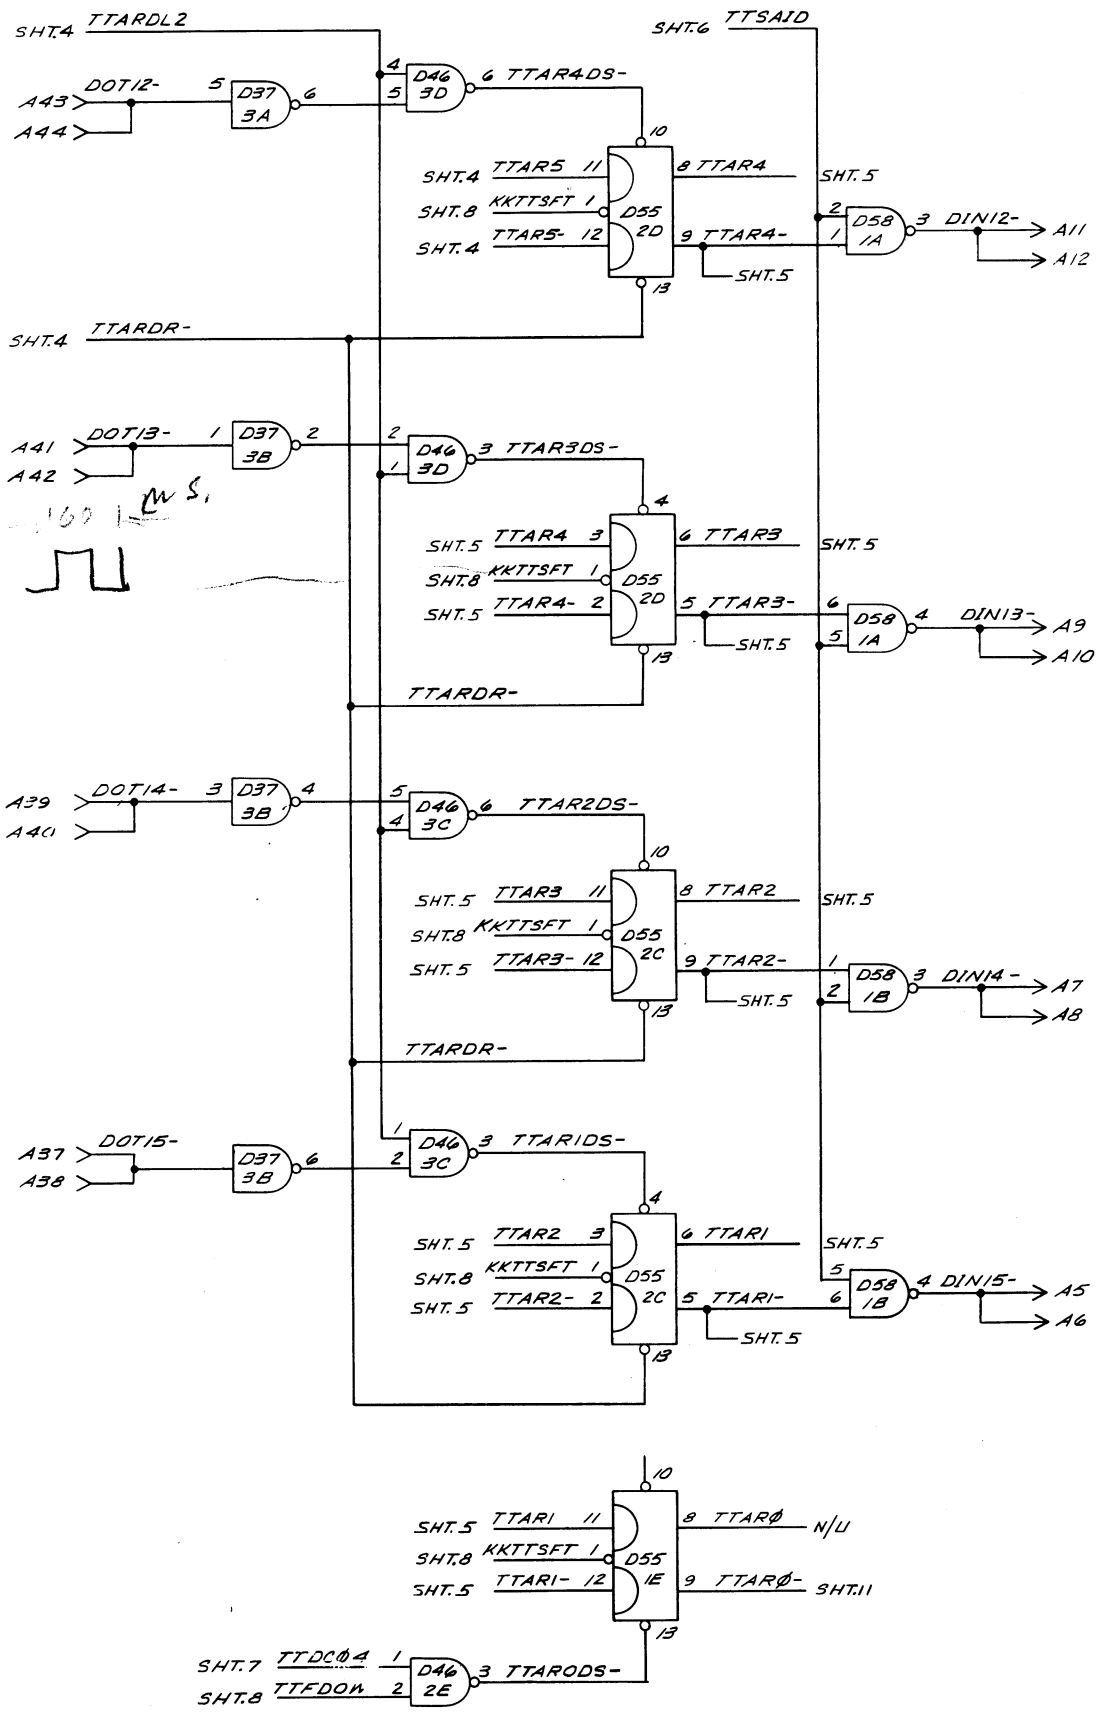 SHT.4 TTARDL2
SHT.6 TTSAID
A43 DOT12- 5 D37 3A 6
A44
4 5 D46 3D 6 TTAR4DS-
10
SHT.4 TTAR5 11 8 TTAR4 SHT.5
SHT.8 KKTTSFT 1 D55 2D
SHT.4 TTAR5- 12 9 TTAR4- SHT.5
13
2 1 D58 1A 3 DIN12- A11
A12
SHT.4 TTARDR-
A41 DOT13- 1 D37 3B 2
A42
2 1 D46 3D 3 TTAR3DS-
160 MS.
4
SHT.5 TTAR4 3 6 TTAR3 SHT.5
SHT.8 KKTTSFT 1 D55 2D
SHT.5 TTAR4- 2 5 TTAR3- SHT.5
13
6 5 D58 1A 4 DIN13- A9
A10
TTARDR-
A39 DOT14- 3 D37 3B 4
A40
5 4 D46 3C 6 TTAR2DS-
10
SHT.5 TTAR3 11 8 TTAR2 SHT.5
SHT.8 KKTTSFT 1 D55 2C
SHT.5 TTAR3- 12 9 TTAR2- SHT.5
13
1 2 D58 1B 3 DIN14- A7
A8
TTARDR-
A37 DOT15- D37 3B 6
A38
1 2 D46 3C 3 TTAR1DS-
4
SHT.5 TTAR2 3 6 TTAR1 SHT.5
SHT.8 KKTTSFT 1 D55 2C
SHT.5 TTAR2- 2 5 TTAR1- SHT.5
13
5 6 D58 1B 4 DIN15- A5
A6
10
SHT.5 TTAR1 11 8 TTARØ N/U
SHT.8 KKTTSFT 1 D55 1E
SHT.5 TTAR1- 12 9 TTARØ- SHT.11
13
SHT.7 TTDCØ4 1 D46 2E 3 TTARODS-
SHT.8 TTFDON 2